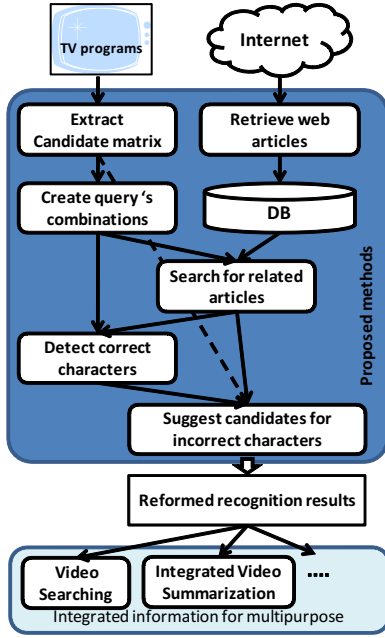 TV programs
Internet
Extract
Candidate matrix
Retrieve web
articles
Create query 's
combinations
DB
Search for related
articles
Detect correct
characters
Proposed methods
Suggest candidates for
incorrect characters
Reformed recognition results
Video
Searching
Integrated Video
Summarization
....
Integrated information for multipurpose